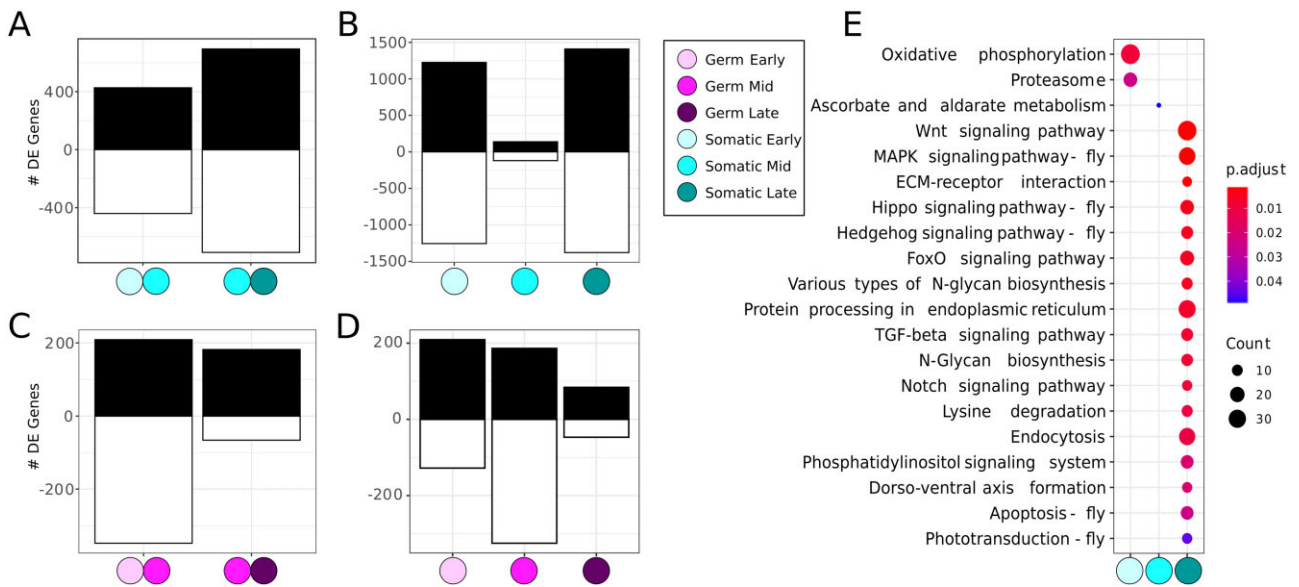 A
# DE Genes
400
0
-400
B
1500
1000
500
0
-500
-1000
-1500
Germ Early
Germ Mid
Germ Late
Somatic Early
Somatic Mid
Somatic Late
C
# DE Genes
200
0
-200
D
200
0
-200
E
Oxidative phosphorylation
Proteasome
Ascorbate and aldarate metabolism
Wnt signaling pathway
MAPK signaling pathway - fly
ECM-receptor interaction
Hippo signaling pathway - fly
Hedgehog signaling pathway - fly
FoxO signaling pathway
Various types of N-glycan biosynthesis
Protein processing in endoplasmic reticulum
TGF-beta signaling pathway
N-Glycan biosynthesis
Notch signaling pathway
Lysine degradation
Endocytosis
Phosphatidylinositol signaling system
Dorso-ventral axis formation
Apoptosis - fly
Phototransduction - fly
p.adjust
0.01
0.02
0.03
0.04
Count
10
20
30